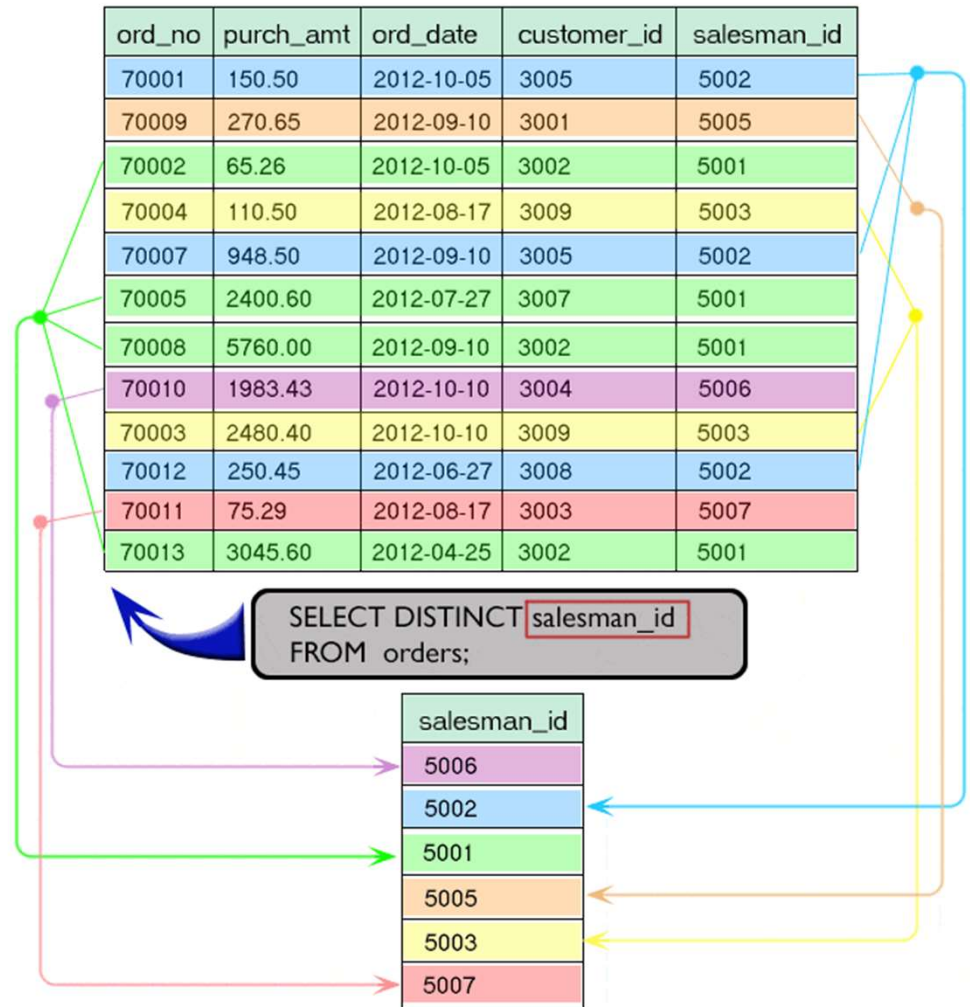 ord_no purch_amt ord_date customer_id salesman_id
70001 150.50 2012-10-05 3005 5002
70009 270.65 2012-09-10 3001 5005
70002 65.26 2012-10-05 3002 5001
70004 110.50 2012-08-17 3009 5003
70007 948.50 2012-09-10 3005 5002
70005 2400.60 2012-07-27 3007 5001
70008 5760.00 2012-09-10 3002 5001
70010 1983.43 2012-10-10 3004 5006
70003 2480.40 2012-10-10 3009 5003
70012 250.45 2012-06-27 3008 5002
70011 75.29 2012-08-17 3003 5007
70013 3045.60 2012-04-25 3002 5001
SELECT DISTINCT salesman_id
FROM orders;
salesman_id
5006
5002
5001
5005
5003
5007